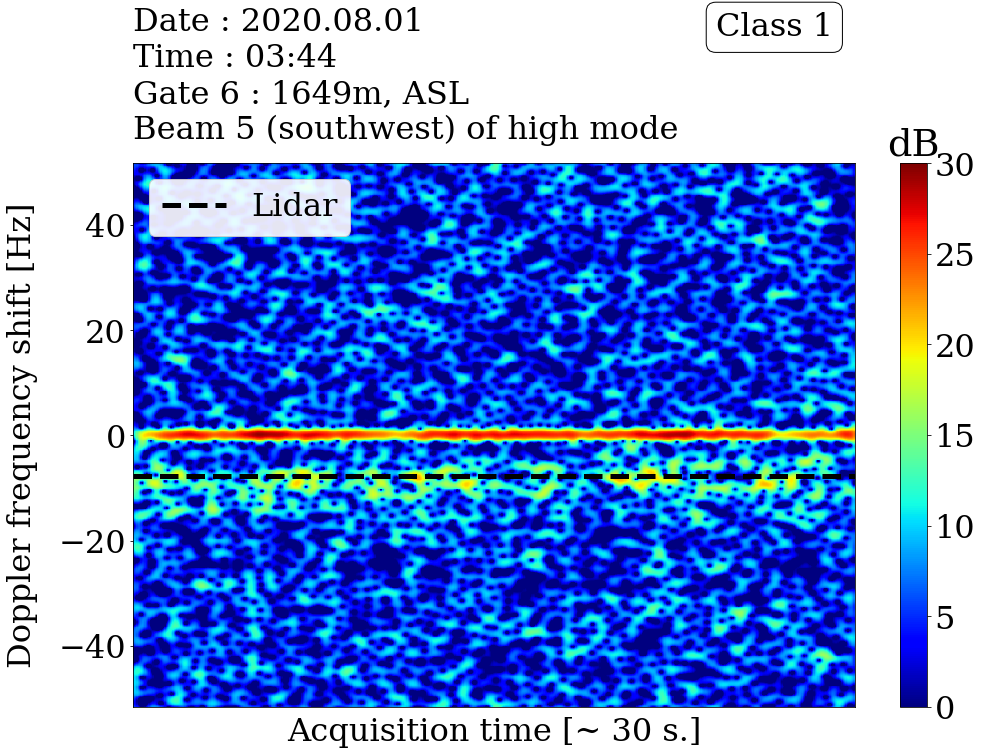 Date : 2020.08.01
Time : 03:44
Gate 6 : 1649m, ASL
Beam 5 (southwest) of high mode
Class 1
dB
Lidar
Doppler frequency shift [Hz]
40
20
0
−20
−40
Acquisition time [~ 30 s.]
30
25
20
15
10
5
0